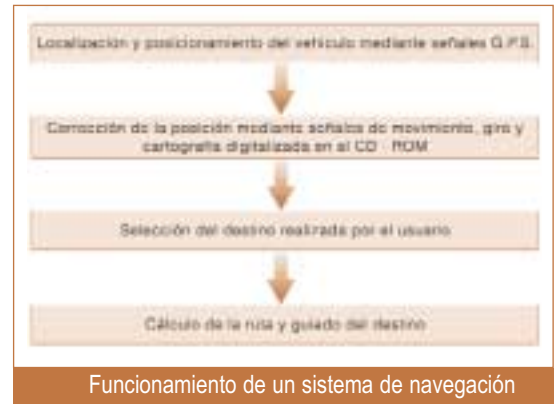 Localización y posicionamiento del vehículo mediante señales G.P.S.
Corrección de la posición mediante señales de movimiento, giro y
cartografía digitalizada en el CD - ROM
Selección del destino realizada por el usuario
Cálculo de la ruta y guiado del destino
Funcionamiento de un sistema de navegación